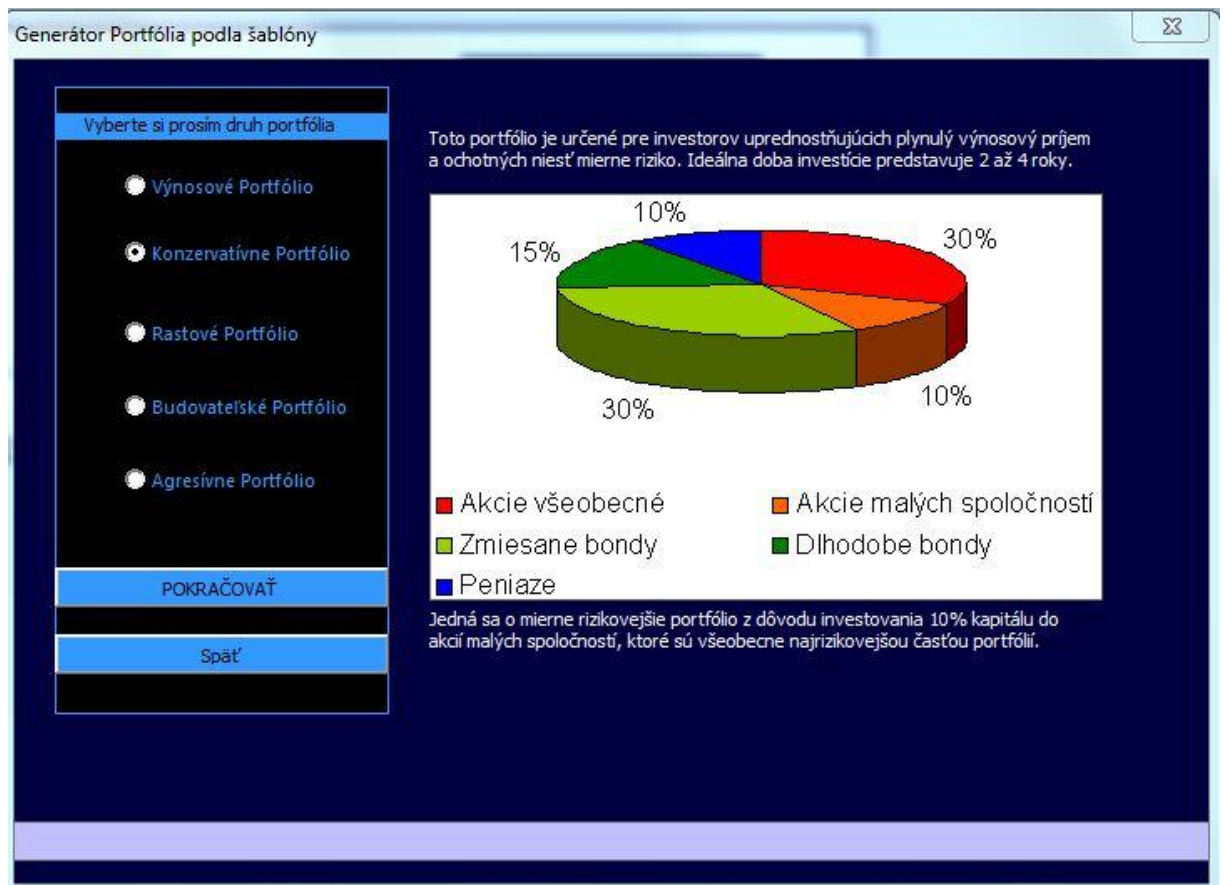 Generátor Portfólia podla šablóny
Vyberte si prosím druh portfólia
Výnosové Portfólio
Konzervatívne Portfólio
Rastové Portfólio
Budovateľské Portfólio
Agresívne Portfólio
POKRAČOVAŤ
Späť
Toto portfólio je určené pre investorov uprednostňujúcich plynulý výnosový príjem
a ochotných niesť mierne riziko. Ideálna doba investície predstavuje 2 až 4 roky.
10%
30%
15%
10%
30%
Akcie všeobecné
Akcie malých spoločností
Zmiesane bondy
Dlhodobe bondy
Peniaze
Jedná sa o mierne rizikovejšie portfólio z dôvodu investovania 10% kapitálu do
akcií malých spoločností, ktoré sú všeobecne najrizikovejšou časťou portfólií.